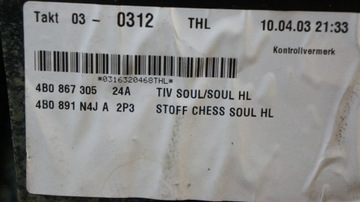 Takt 03 - 0312 THL 10.04.03 21:33
Kontrollvermerk
*0316320468THL*
4B0 867 305 24A TIV SOUL/SOUL HL
4B0 891 N4J A 2P3 STOFF CHESS SOUL HL